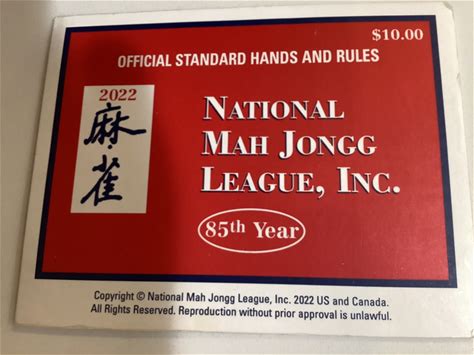 $10.00
OFFICIAL STANDARD HANDS AND RULES
2022
麻
雀
NATIONAL
MAH JONGG
LEAGUE, INC.
85th Year
Copyright © National Mah Jongg League, Inc. 2022 US and Canada.
All Rights Reserved. Reproduction without prior approval is unlawful.